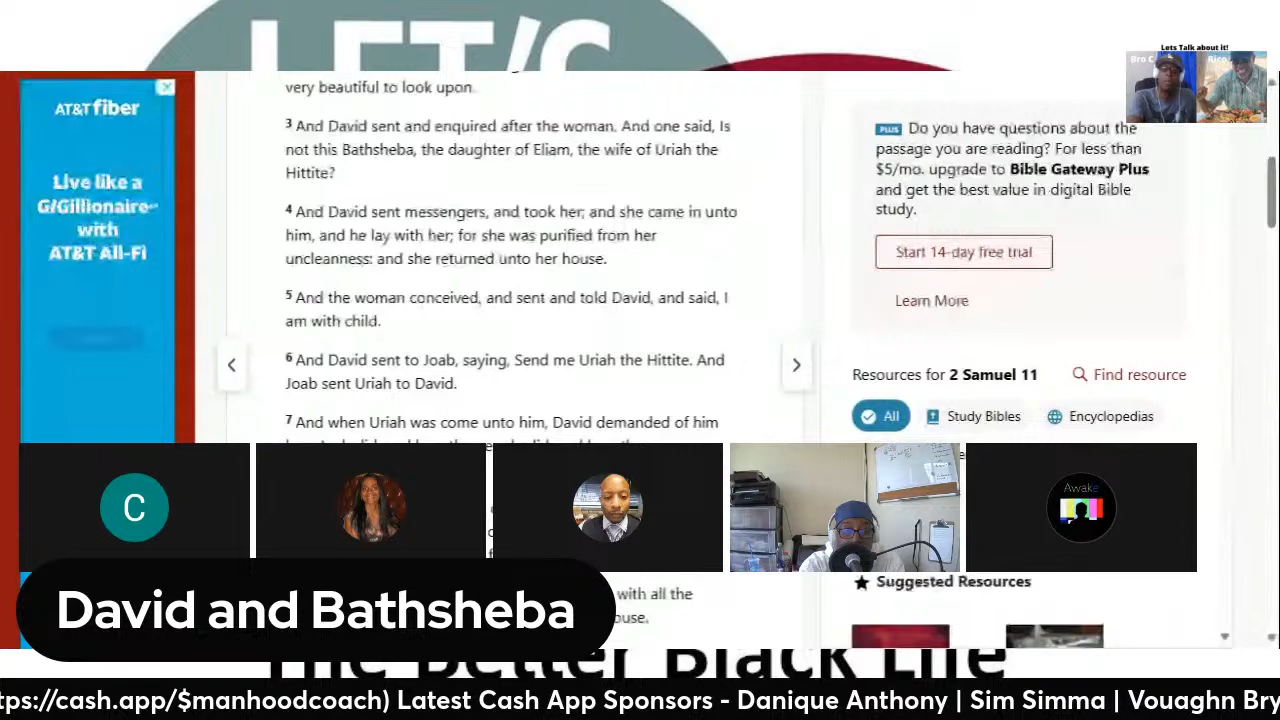 LET'S
Lets Talk about it!
Bro C
Rico
AT&T fiber
Live like a
G/Gillionaire
with
AT&T All-Fi
very beautiful to look upon.
3 And David sent and enquired after the woman. And one said, Is
not this Bathsheba, the daughter of Eliam, the wife of Uriah the
Hittite?
4 And David sent messengers, and took her; and she came in unto
him, and he lay with her; for she was purified from her
uncleanness: and she returned unto her house.
5 And the woman conceived, and sent and told David, and said, I
am with child.
6 And David sent to Joab, saying, Send me Uriah the Hittite. And
Joab sent Uriah to David.
7 And when Uriah was come unto him, David demanded of him
with all the
PLUS Do you have questions about the
passage you are reading? For less than
$5/mo. upgrade to Bible Gateway Plus
and get the best value in digital Bible
study.
Start 14-day free trial
Learn More
Resources for 2 Samuel 11
Find resource
All
Study Bibles
Encyclopedias
C
Awake
Suggested Resources
David and Bathsheba
The Better Black Life
tps://cash.app/$manhoodcoach) Latest Cash App Sponsors - Danique Anthony | Sim Simma | Vouaghn Bry